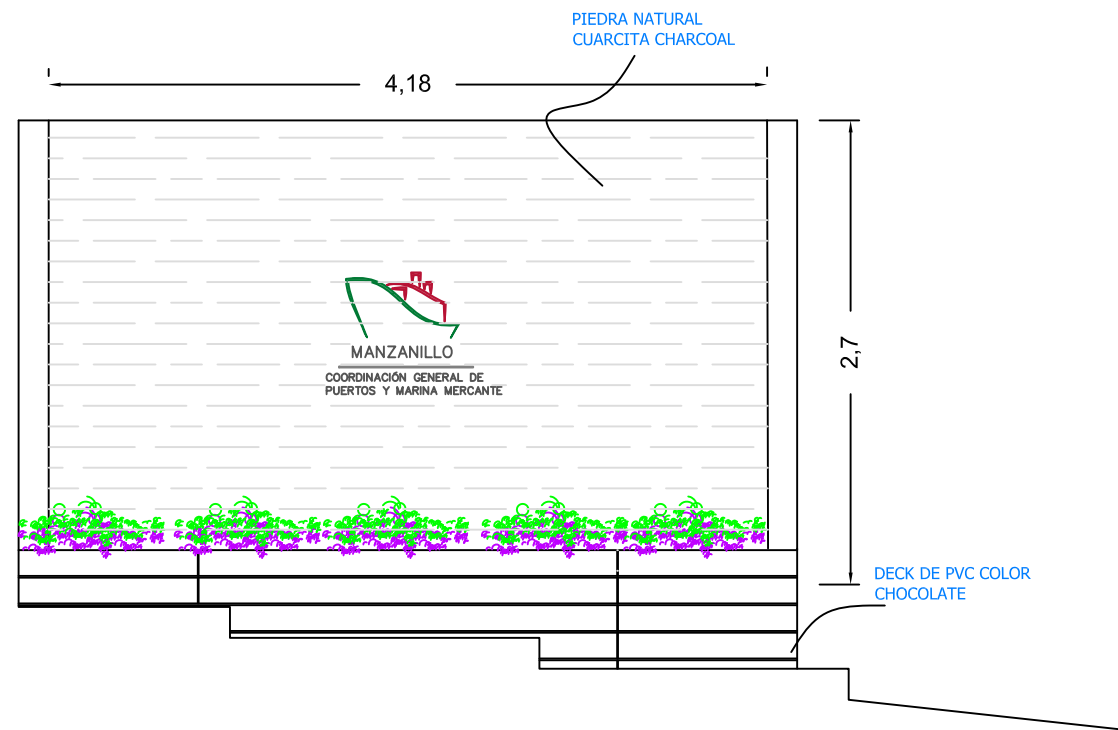 PIEDRA NATURAL
CUARCITA CHARCOAL
4,18
2,7
MANZANILLO
COORDINACIÓN GENERAL DE
PUERTOS Y MARINA MERCANTE
DECK DE PVC COLOR
CHOCOLATE